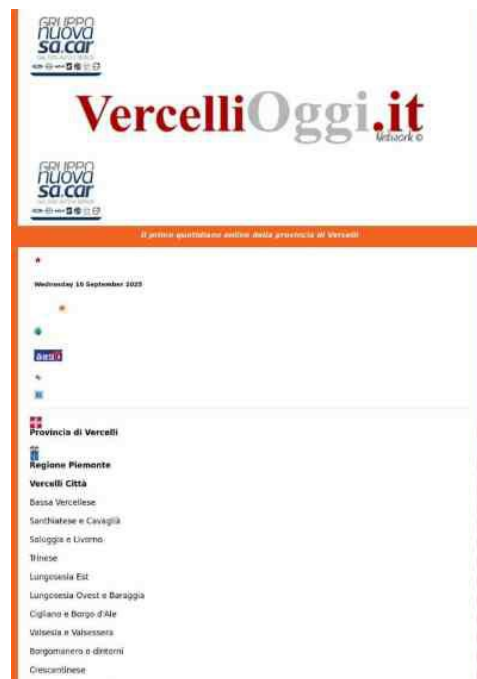 GRUPPO
nuova
sa.car
VercelliOggi.it
Network ©
GRUPPO
nuova
sa.car
Il primo quotidiano online della provincia di Vercelli
Wednesday 10 September 2025
Provincia di Vercelli
Regione Piemonte
Vercelli Città
Bassa Vercellese
Santhiatese e Cavaglià
Saluggia e Livorno
Trinese
Lungosesia Est
Lungosesia Ovest e Baraggia
Cigliano e Borgo d'Ale
Valsesia e Valsessera
Borgomanero e dintorni
Crescentinese